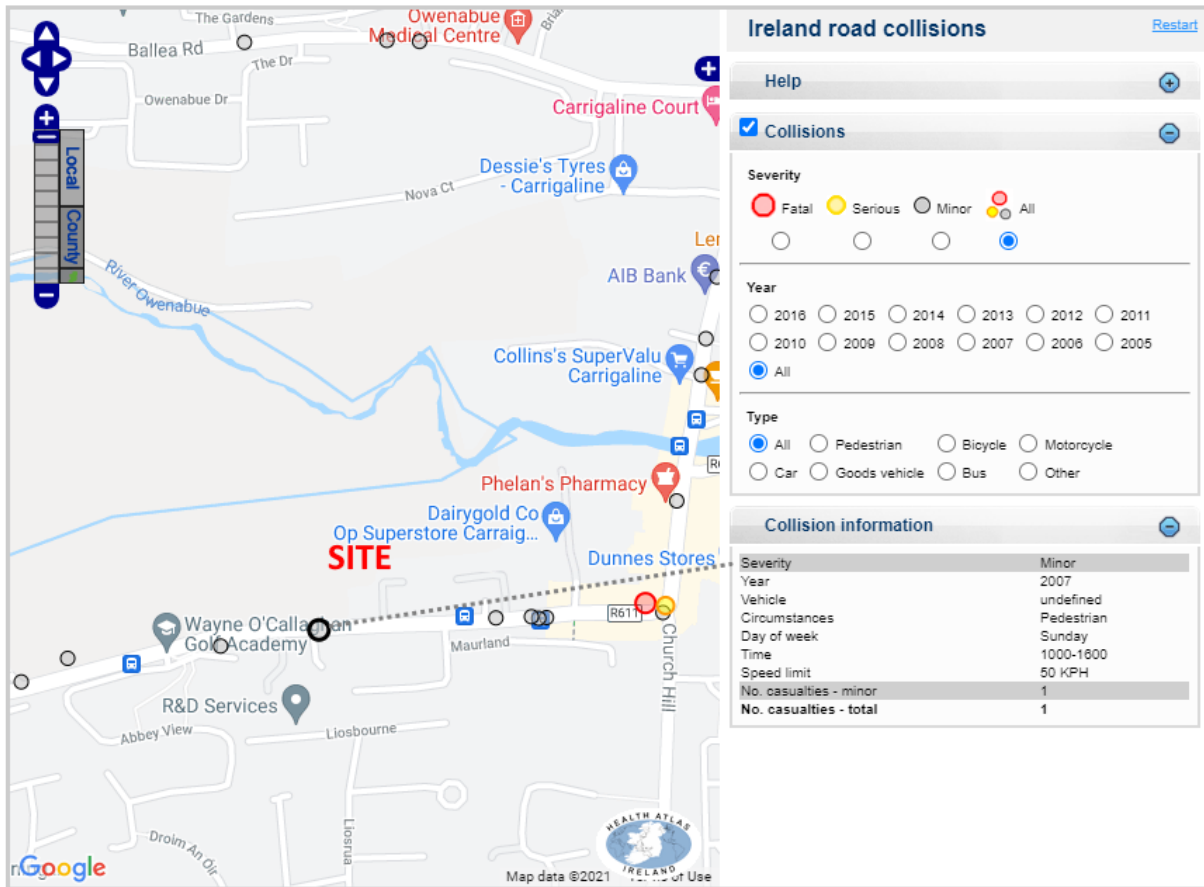 The Gardens
Ballea Rd
The Dr
Owenabue Dr
Owenabue
Medical Centre
Carrigaline Court
Dessie's Tyres
- Carrigaline
Nova Ct
Local
County
River Owenabue
AIB Bank
Collins's SuperValu
Carrigaline
Phelan's Pharmacy
Dairygold Co
Op Superstore Carraig...
SITE
Dunnes Stores
R611
Wayne O'Callaghan
Golf Academy
Maurland
Church Hill
R&D Services
Abbey View
Liosbourne
Liosrua
Droim An Óir
HEALTH ATLAS
IRELAND
Google
Map data ©2021
of Use
Ireland road collisions
Restart
Help
Collisions
Severity
Fatal Serious Minor All
Year
2016 2015 2014 2013 2012 2011
2010 2009 2008 2007 2006 2005
All
Type
All Pedestrian Bicycle Motorcycle
Car Goods vehicle Bus Other
Collision information
Severity Minor
Year 2007
Vehicle undefined
Circumstances Pedestrian
Day of week Sunday
Time 1000-1600
Speed limit 50 KPH
No. casualties - minor 1
No. casualties - total 1